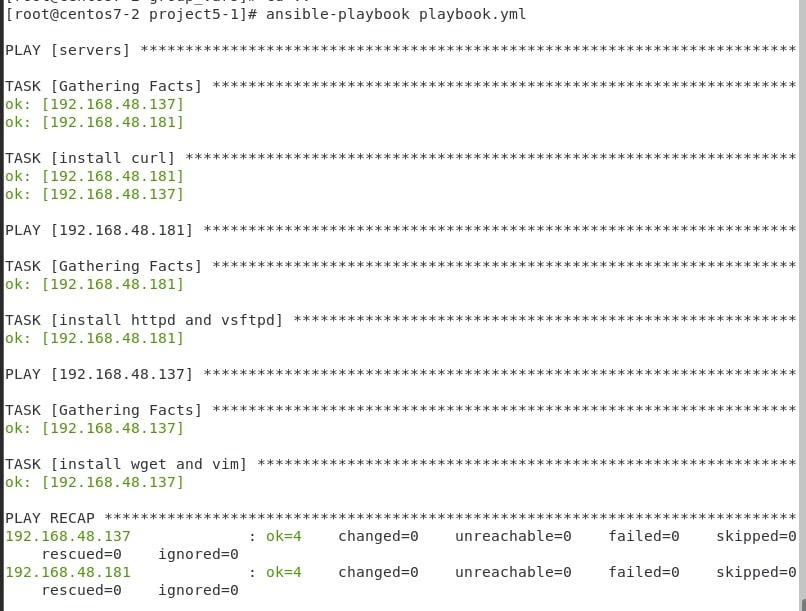 [root@centos7-2 project5-1]# ansible-playbook playbook.yml
PLAY [servers] *************************************************************************
TASK [Gathering Facts] *****************************************************************
ok: [192.168.48.137]
ok: [192.168.48.181]
TASK [install curl] ********************************************************************
ok: [192.168.48.181]
ok: [192.168.48.137]
PLAY [192.168.48.181] ******************************************************************
TASK [Gathering Facts] *****************************************************************
ok: [192.168.48.181]
TASK [install httpd and vsftpd] ********************************************************
ok: [192.168.48.181]
PLAY [192.168.48.137] ******************************************************************
TASK [Gathering Facts] *****************************************************************
ok: [192.168.48.137]
TASK [install wget and vim] ************************************************************
ok: [192.168.48.137]
PLAY RECAP *****************************************************************************
192.168.48.137             : ok=4    changed=0    unreachable=0    failed=0    skipped=0
    rescued=0    ignored=0
192.168.48.181             : ok=4    changed=0    unreachable=0    failed=0    skipped=0
    rescued=0    ignored=0